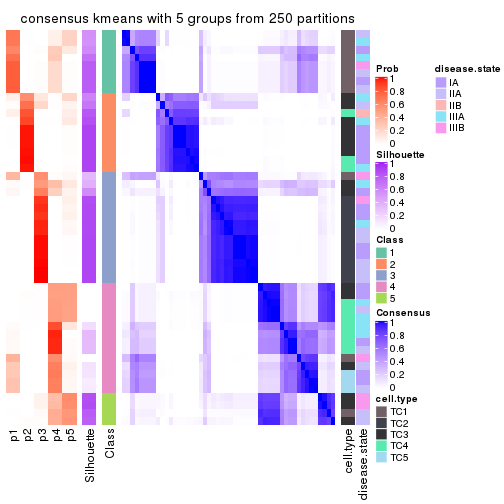 consensus kmeans with 5 groups from 250 partitions
p1
p2
p3
p4
p5
Silhouette
Class
cell.type
disease.state
Prob
1
0.8
0.6
0.4
0.2
0
Silhouette
1
0.8
0.6
0.4
0.2
0
Class
1
2
3
4
5
Consensus
1
0.8
0.6
0.4
0.2
0
cell.type
TC1
TC2
TC3
TC4
TC5
disease.state
IA
IIA
IIB
IIIA
IIIB